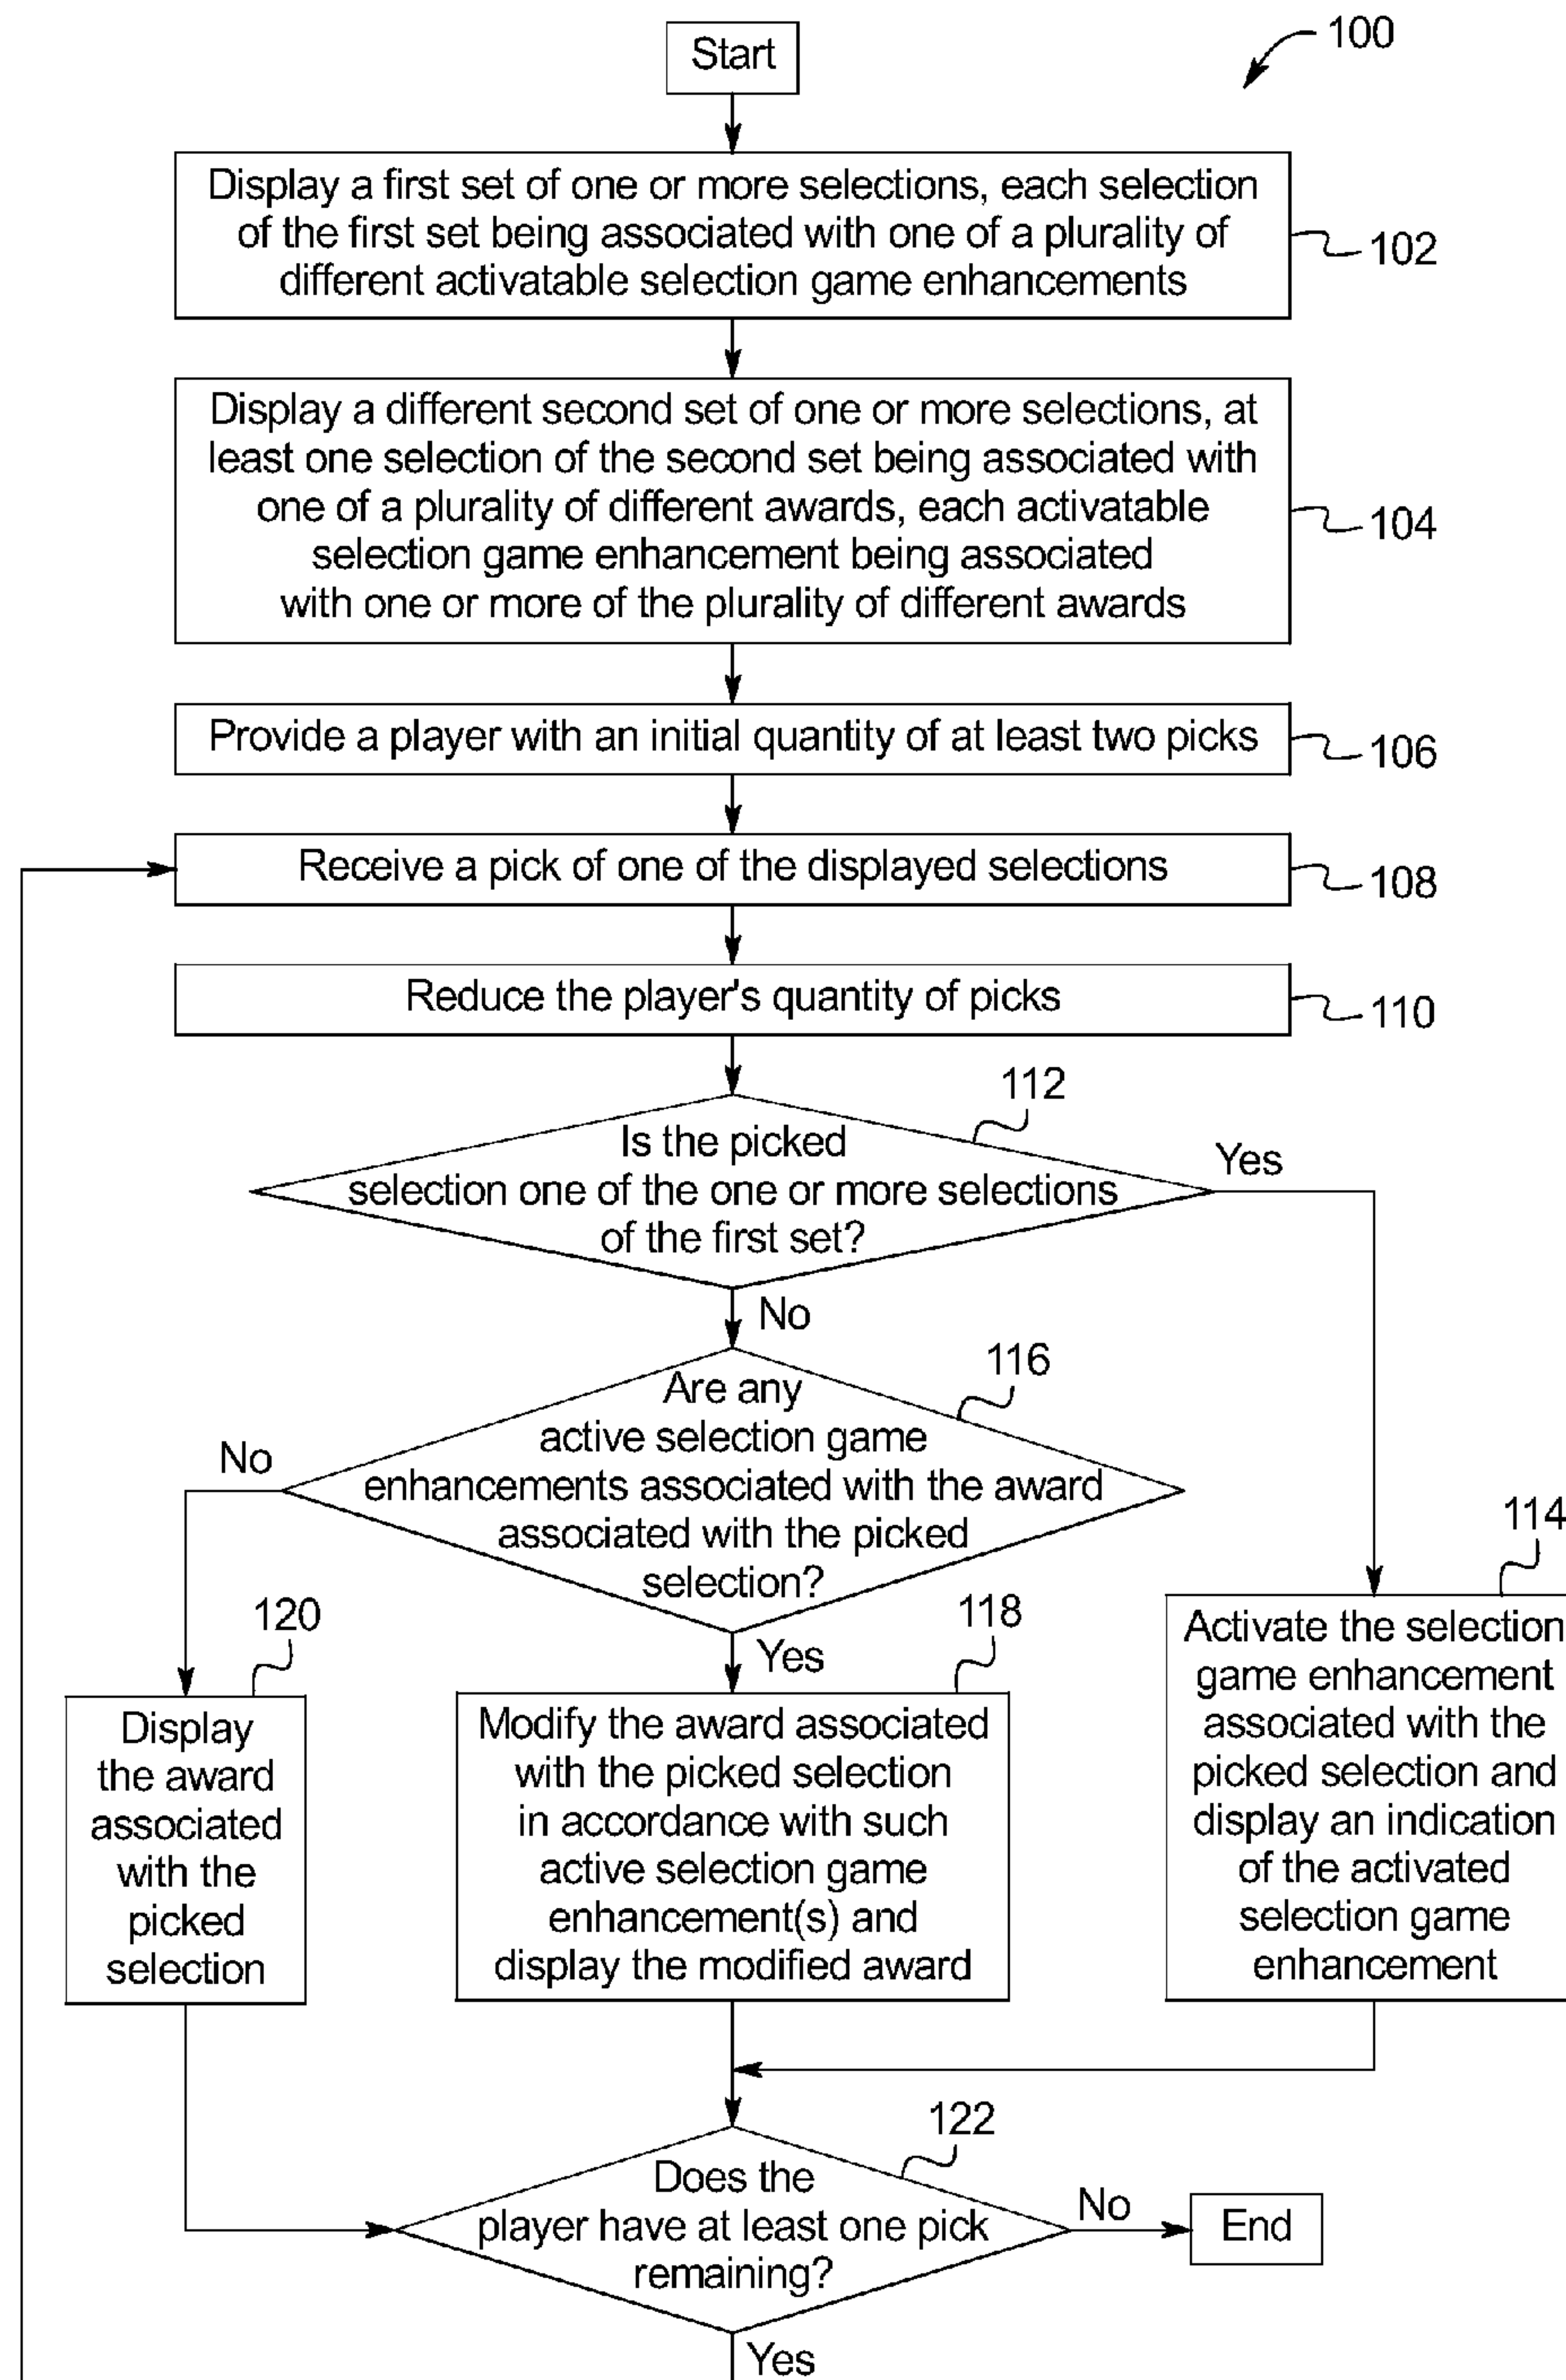 100
Start
Display a first set of one or more selections, each selection
of the first set being associated with one of a plurality of
different activatable selection game enhancements
102
Display a different second set of one or more selections, at
least one selection of the second set being associated with
one of a plurality of different awards, each activatable
selection game enhancement being associated
with one or more of the plurality of different awards
104
Provide a player with an initial quantity of at least two picks
106
Receive a pick of one of the displayed selections
108
Reduce the player's quantity of picks
110
112
Is the picked
selection one of the one or more selections
of the first set?
Yes
No
116
Are any
active selection game
enhancements associated with the award
associated with the picked
selection?
No
Yes
120
Display
the award
associated
with the
picked
selection
118
Modify the award associated
with the picked selection
in accordance with such
active selection game
enhancement(s) and
display the modified award
114
Activate the selection
game enhancement
associated with the
picked selection and
display an indication
of the activated
selection game
enhancement
122
Does the
player have at least one pick
remaining?
No
End
Yes